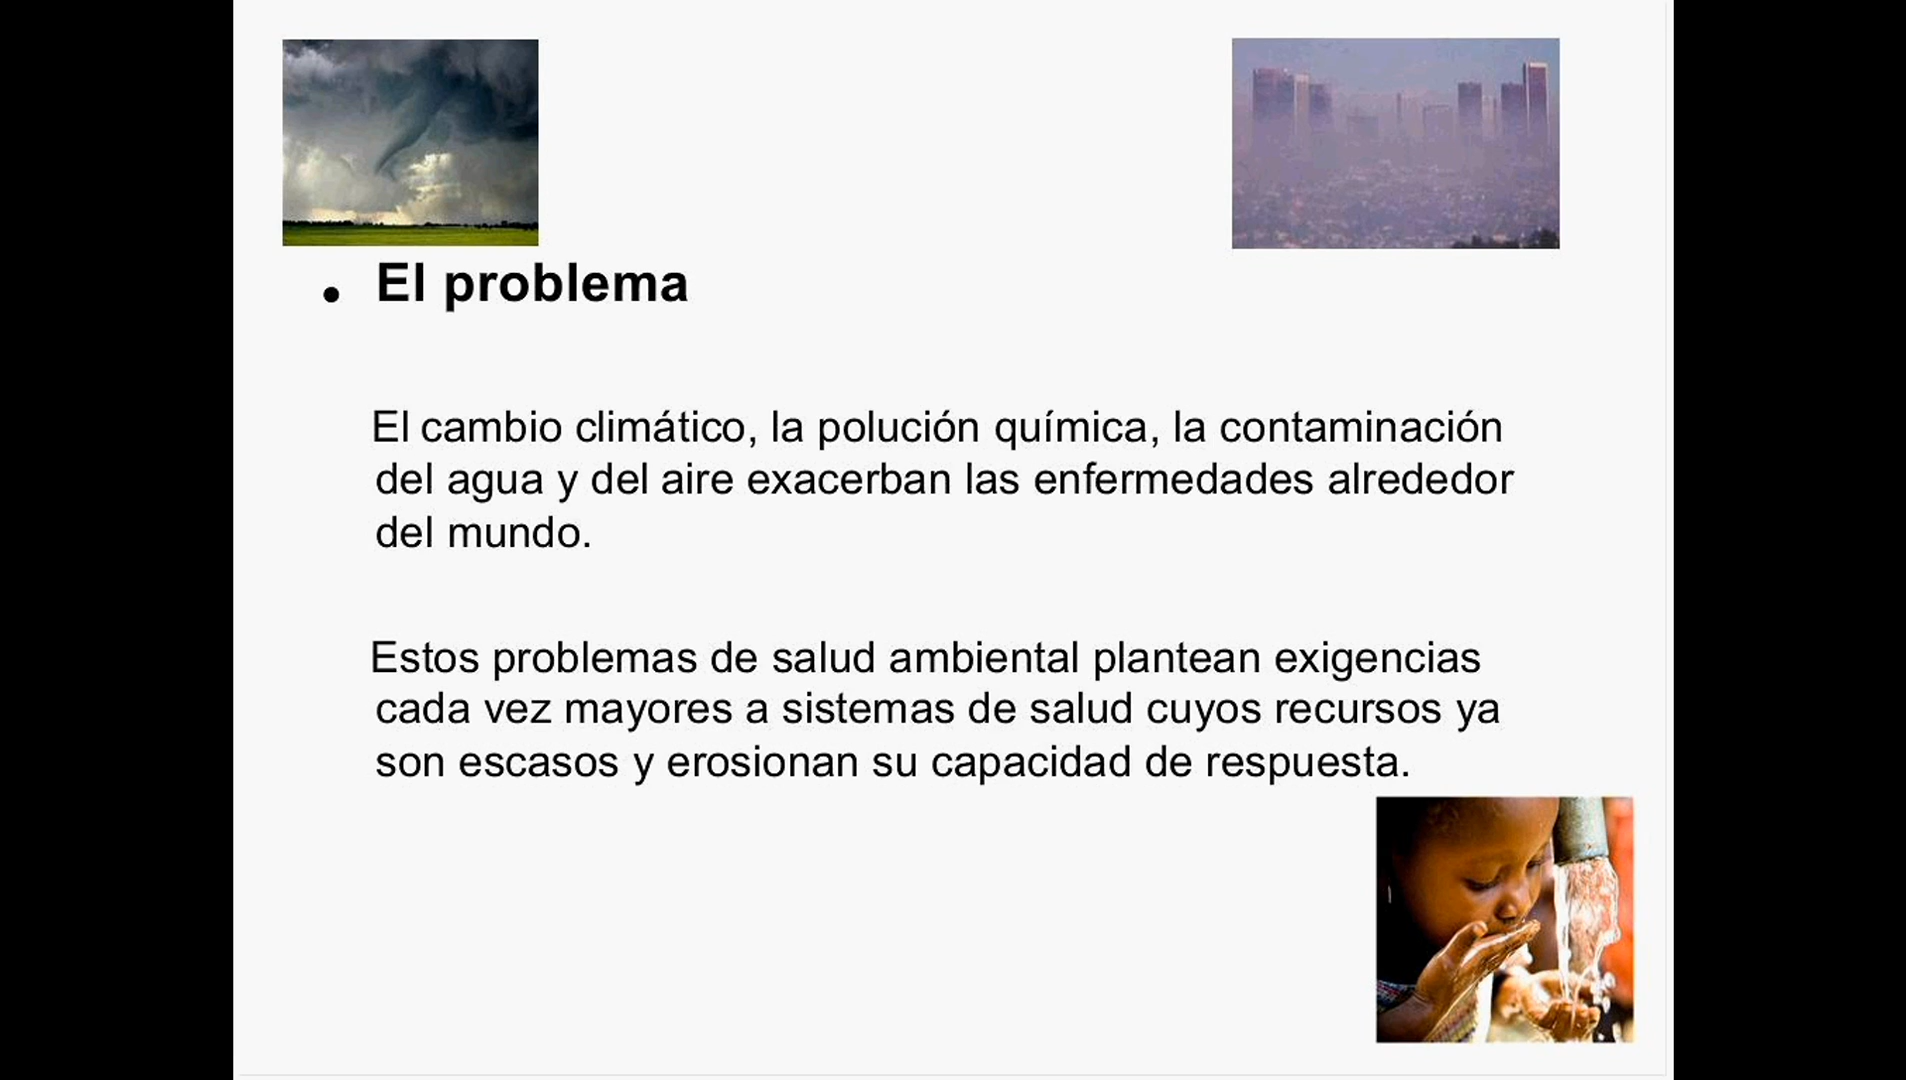 • El problema
El cambio climático, la polución química, la contaminación
del agua y del aire exacerban las enfermedades alrededor
del mundo.
Estos problemas de salud ambiental plantean exigencias
cada vez mayores a sistemas de salud cuyos recursos ya
son escasos y erosionan su capacidad de respuesta.